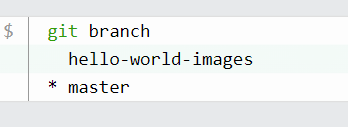 $ git branch
  hello-world-images
* master